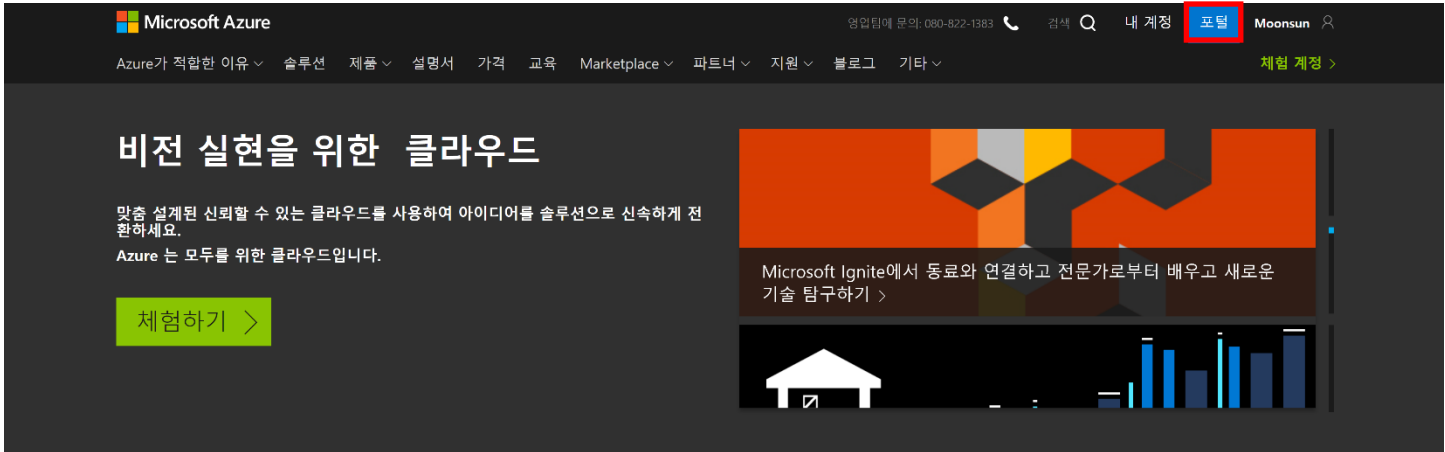 Microsoft Azure
영업팀에 문의: 080-822-1383 검색 내 계정 포털 Moonsun
Azure가 적합한 이유 솔루션 제품 설명서 가격 교육 Marketplace 파트너 지원 블로그 기타 체험 계정
비전 실현을 위한 클라우드
맞춤 설계된 신뢰할 수 있는 클라우드를 사용하여 아이디어를 솔루션으로 신속하게 전
환하세요.
Azure 는 모두를 위한 클라우드입니다.
체험하기
Microsoft Ignite에서 동료와 연결하고 전문가로부터 배우고 새로운
기술 탐구하기